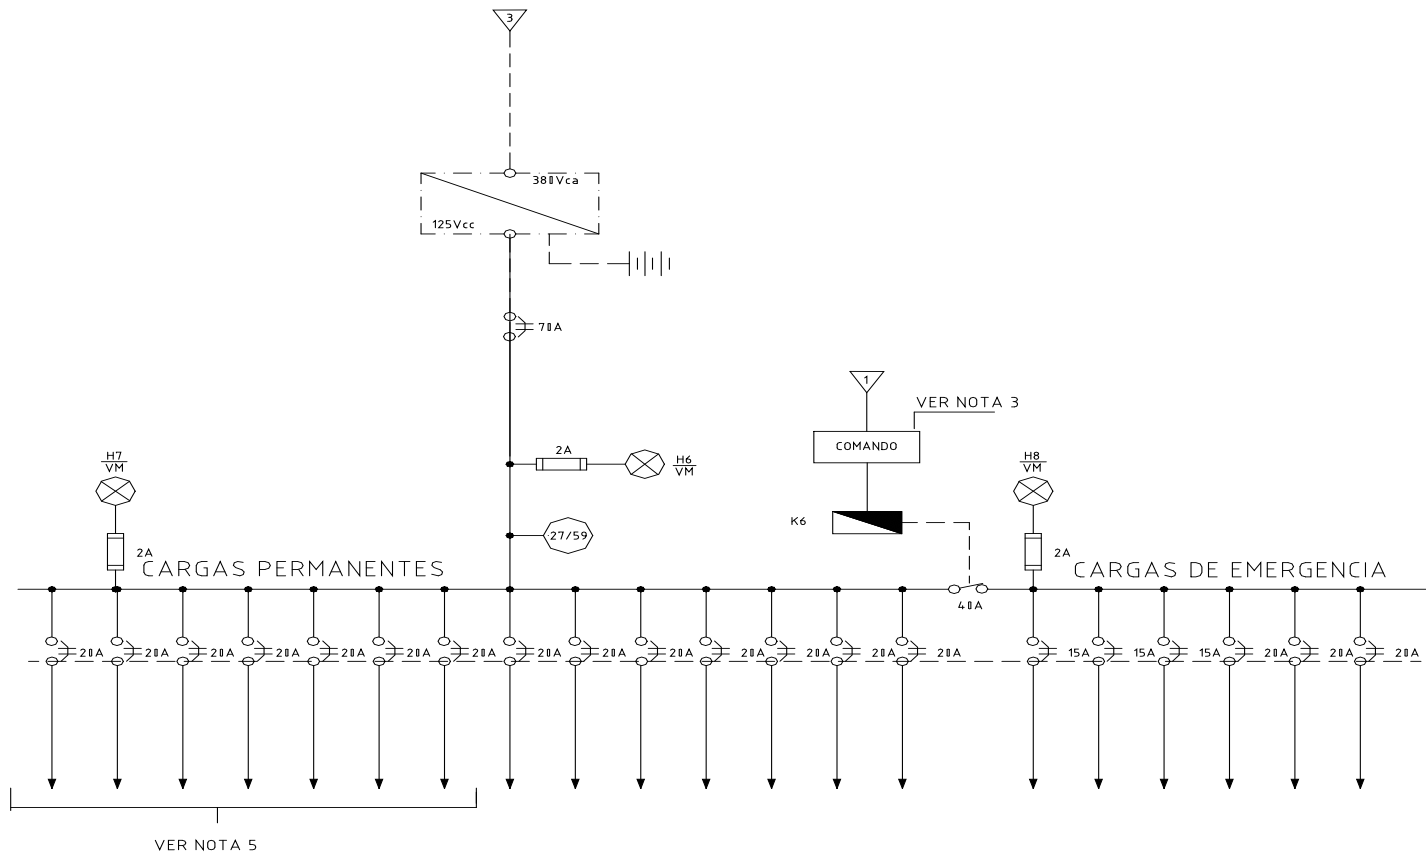 3
380Vca
125Vcc
70A
1
VER NOTA 3
COMANDO
2A
H7
VM
H6
VM
H8
VM
K6
27/59
2A
2A
CARGAS PERMANENTES
CARGAS DE EMERGENCIA
40A
20A 20A 20A 20A 20A 20A 20A 20A 20A 20A 20A 20A 20A 20A 15A 15A 15A 20A 20A 20A
VER NOTA 5